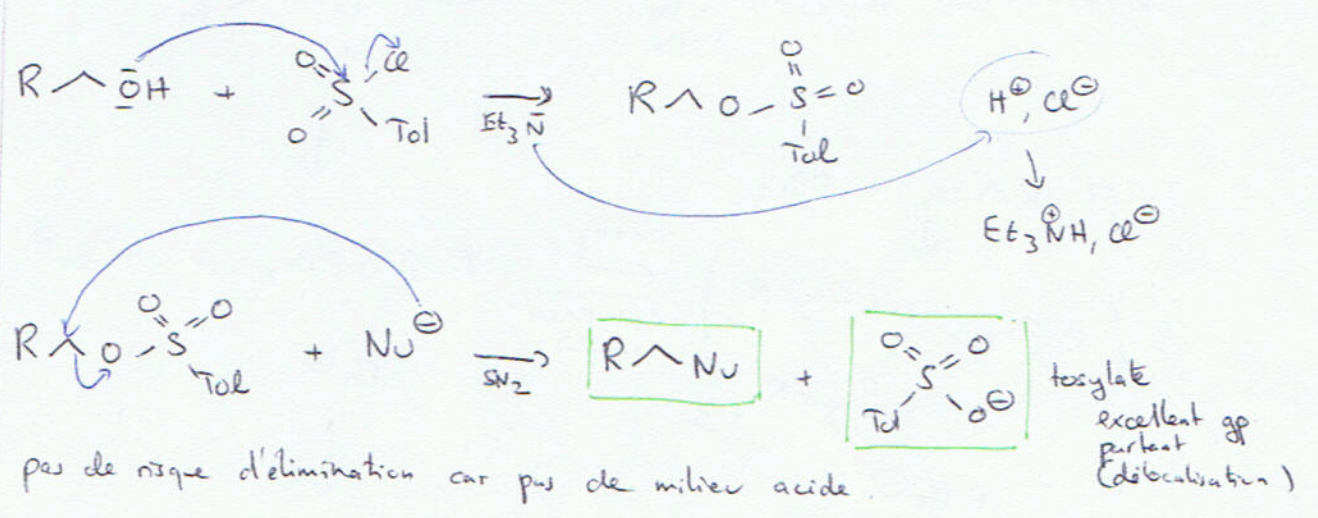 R OH + O=S Cl O Tol → Et3N R O - S = O O Tol H⊕, Cl⊖
Et3N⊕H, Cl⊖
R O - S O O Tol + Nu⊖ → SN2 R Nu + O O S Tol O⊖ tosylate
excellent gp
partant
(délocalisation)
pas de risque d'élimination car pas de milieu acide.